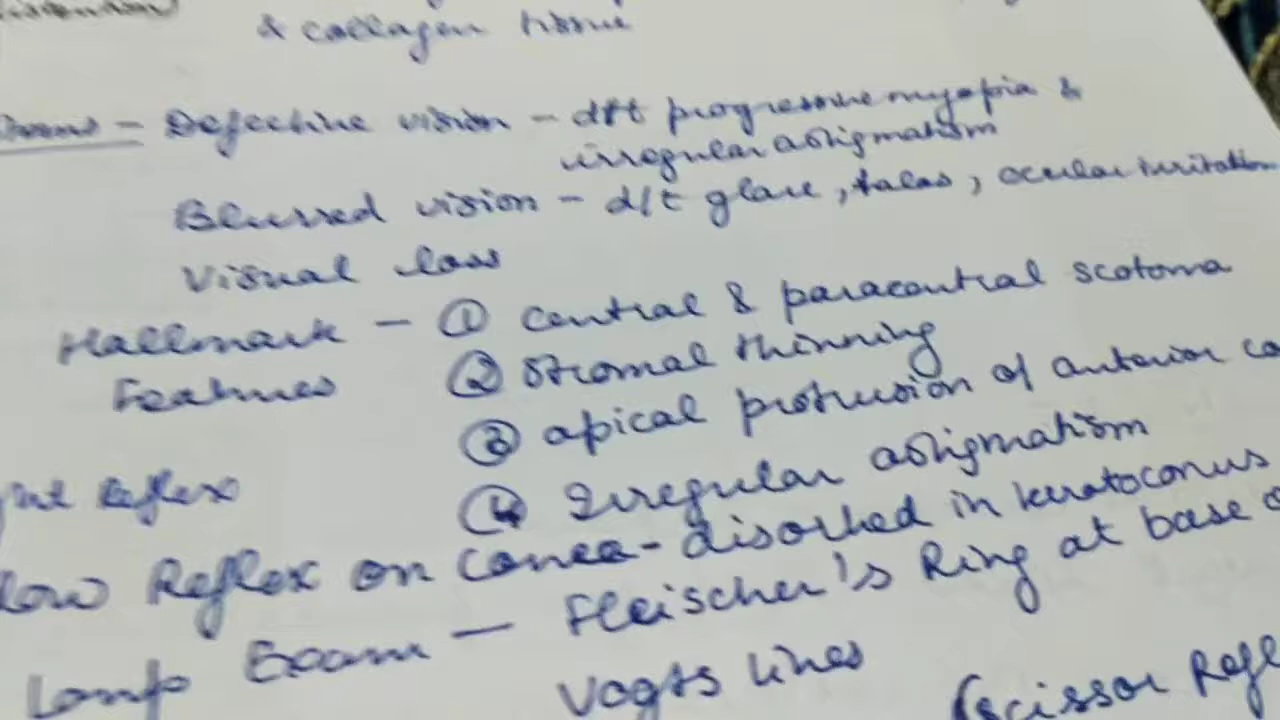 & collagen tissue
Defective vision - d/t progressive myopia &
irregular astigmatism
Blurred vision - d/t glare, halos, ocular irritation
Visual loss
Hallmark - ① central & paracentral scotoma
Features ② stromal thinning
③ apical protrusion of anterior
④ Irregular astigmatism
Reflex
Reflex on Cornea - disorhed in keratoconus
Lamp Exam - Fleischer's Ring at base
Vogts lines
(Scissor Refl